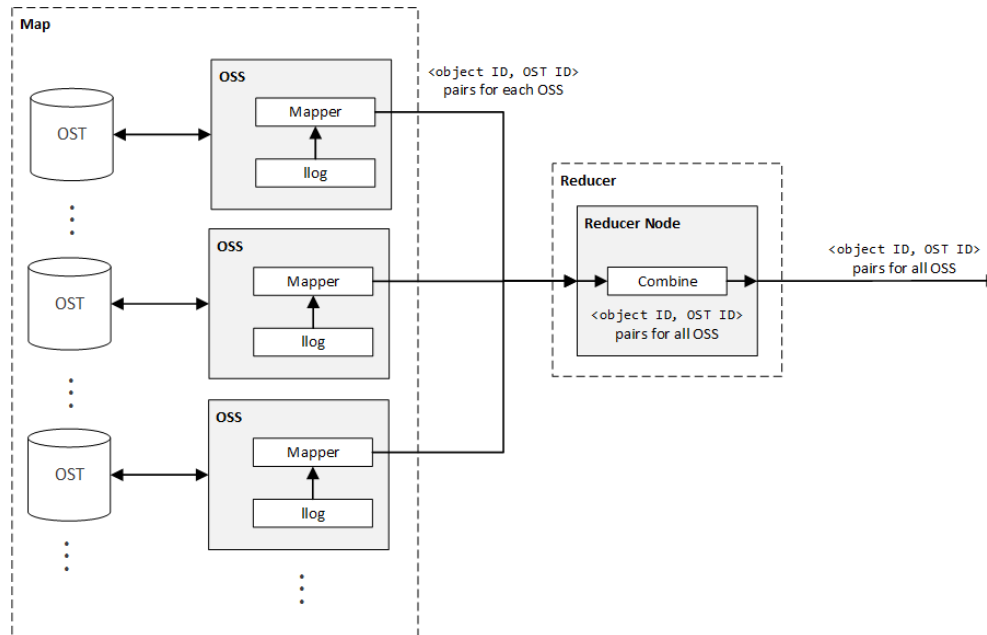 Map
OSS
<object ID, OST ID>
pairs for each OSS
Mapper
OST
llog
Reducer
Reducer Node
OSS
<object ID, OST ID>
pairs for all OSS
Mapper
Combine
OST
<object ID, OST ID>
pairs for all OSS
llog
OSS
Mapper
OST
llog